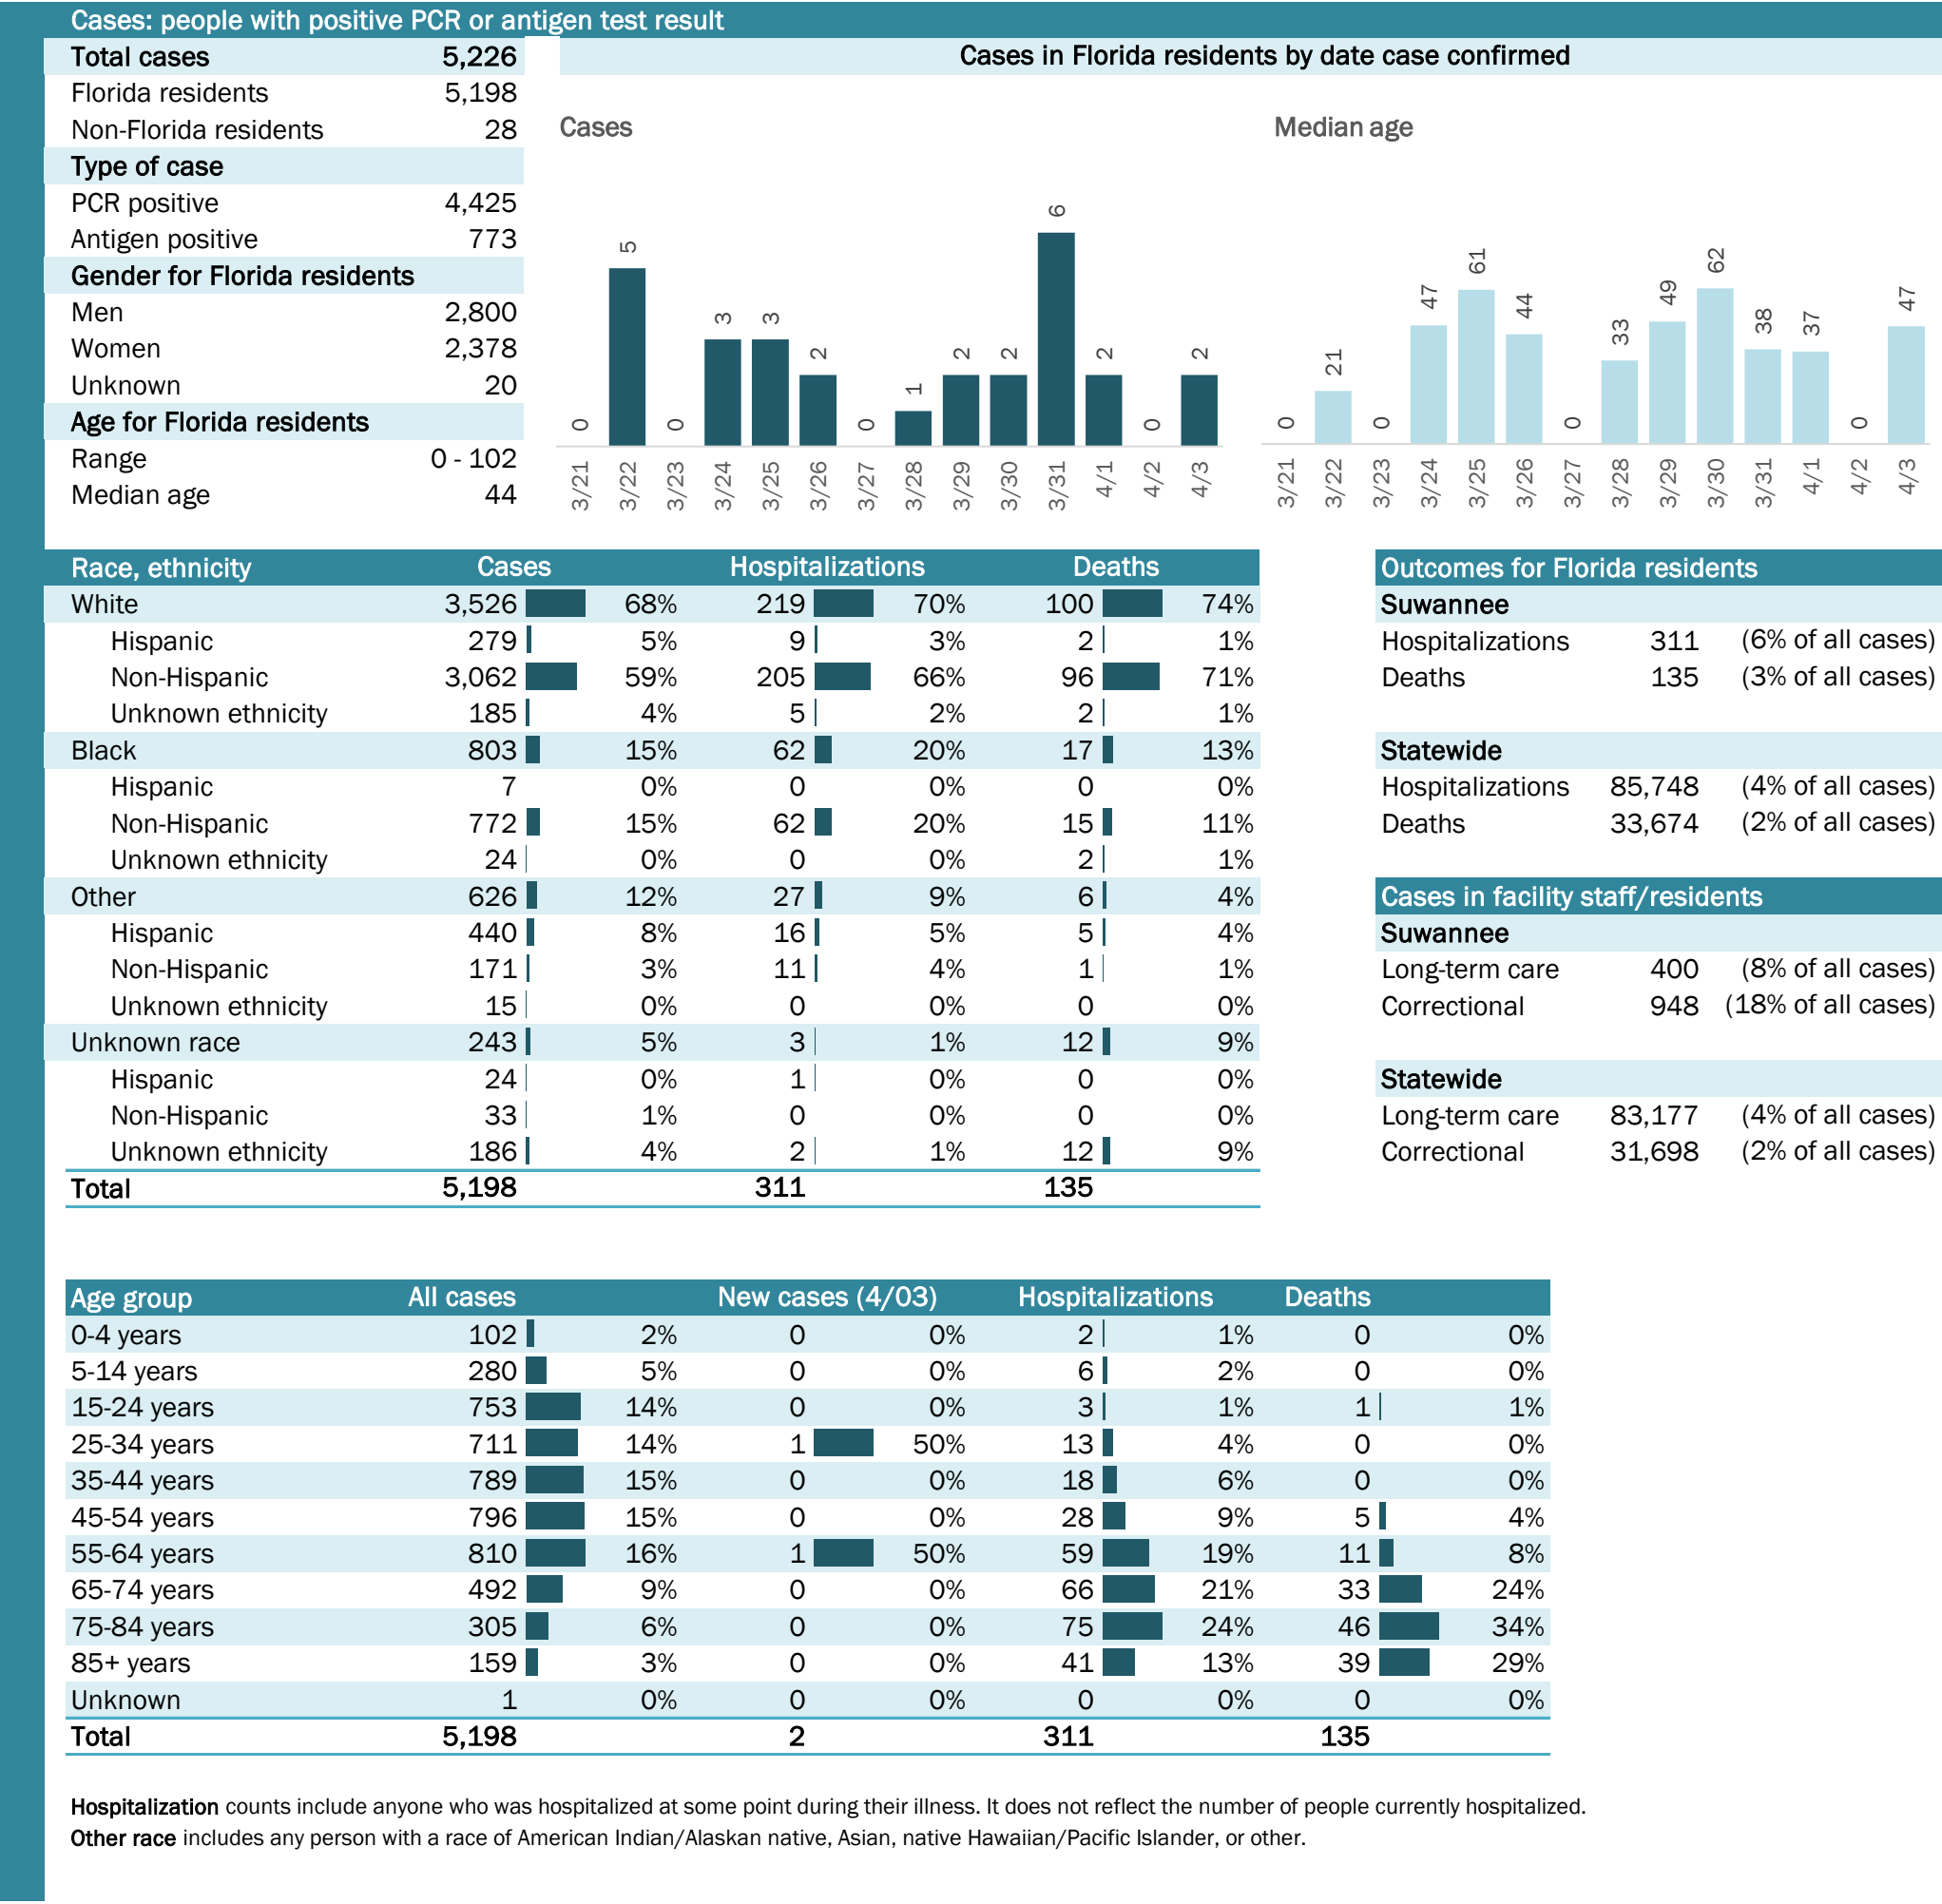 Cases: people with positive PCR or antigen test result
Total cases 5,226
Florida residents 5,198
Non-Florida residents 28
Type of case
PCR positive 4,425
Antigen positive 773
Gender for Florida residents
Men 2,800
Women 2,378
Unknown 20
Age for Florida residents
Range 0 - 102
Median age 44
Cases in Florida residents by date case confirmed
Cases
0 5 0 3 3 2 0 1 2 2 6 2 0 2
3/21 3/22 3/23 3/24 3/25 3/26 3/27 3/28 3/29 3/30 3/31 4/1 4/2 4/3
Median age
0 21 0 47 61 44 0 33 49 62 38 37 0 47
3/21 3/22 3/23 3/24 3/25 3/26 3/27 3/28 3/29 3/30 3/31 4/1 4/2 4/3
Race, ethnicity Cases Hospitalizations Deaths
White 3,526 68% 219 70% 100 74%
Hispanic 279 5% 9 3% 2 1%
Non-Hispanic 3,062 59% 205 66% 96 71%
Unknown ethnicity 185 4% 5 2% 2 1%
Black 803 15% 62 20% 17 13%
Hispanic 7 0% 0 0% 0 0%
Non-Hispanic 772 15% 62 20% 15 11%
Unknown ethnicity 24 0% 0 0% 2 1%
Other 626 12% 27 9% 6 4%
Hispanic 440 8% 16 5% 5 4%
Non-Hispanic 171 3% 11 4% 1 1%
Unknown ethnicity 15 0% 0 0% 0 0%
Unknown race 243 5% 3 1% 12 9%
Hispanic 24 0% 1 0% 0 0%
Non-Hispanic 33 1% 0 0% 0 0%
Unknown ethnicity 186 4% 2 1% 12 9%
Total 5,198 311 135
Outcomes for Florida residents
Suwannee
Hospitalizations 311 (6% of all cases)
Deaths 135 (3% of all cases)
Statewide
Hospitalizations 85,748 (4% of all cases)
Deaths 33,674 (2% of all cases)
Cases in facility staff/residents
Suwannee
Long-term care 400 (8% of all cases)
Correctional 948 (18% of all cases)
Statewide
Long-term care 83,177 (4% of all cases)
Correctional 31,698 (2% of all cases)
Age group All cases New cases (4/03) Hospitalizations Deaths
0-4 years 102 2% 0 0% 2 1% 0 0%
5-14 years 280 5% 0 0% 6 2% 0 0%
15-24 years 753 14% 0 0% 3 1% 1 1%
25-34 years 711 14% 1 50% 13 4% 0 0%
35-44 years 789 15% 0 0% 18 6% 0 0%
45-54 years 796 15% 0 0% 28 9% 5 4%
55-64 years 810 16% 1 50% 59 19% 11 8%
65-74 years 492 9% 0 0% 66 21% 33 24%
75-84 years 305 6% 0 0% 75 24% 46 34%
85+ years 159 3% 0 0% 41 13% 39 29%
Unknown 1 0% 0 0% 0 0% 0 0%
Total 5,198 2 311 135
Hospitalization counts include anyone who was hospitalized at some point during their illness. It does not reflect the number of people currently hospitalized.
Other race includes any person with a race of American Indian/Alaskan native, Asian, native Hawaiian/Pacific Islander, or other.